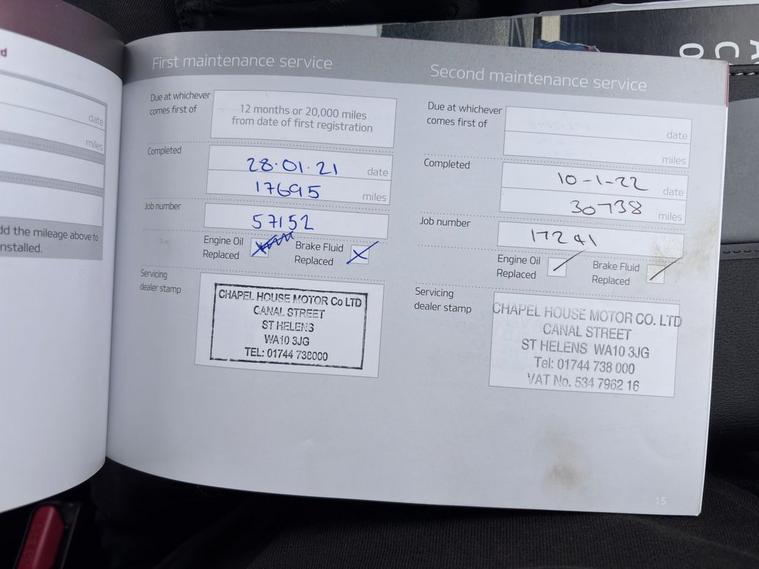 d
date
miles
dd the mileage above to
nstalled.
First maintenance service
Due at whichever
comes first of
12 months or 20,000 miles
from date of first registration
Completed
28.01.21 date
17695 miles
Job number
57152
Engine Oil
Replaced
Brake Fluid
Replaced
Servicing
dealer stamp
CHAPEL HOUSE MOTOR Co LTD
CANAL STREET
ST HELENS
WA10 3JG
TEL: 01744 738000
Second maintenance service
Due at whichever
comes first of
date
miles
Completed
10-1-22 date
30738 miles
Job number
17241
Engine Oil
Replaced
Brake Fluid
Replaced
Servicing
dealer stamp
CHAPEL HOUSE MOTOR CO. LTD
CANAL STREET
ST HELENS WA10 3JG
Tel: 01744 738 000
VAT No. 534 7962 16
15